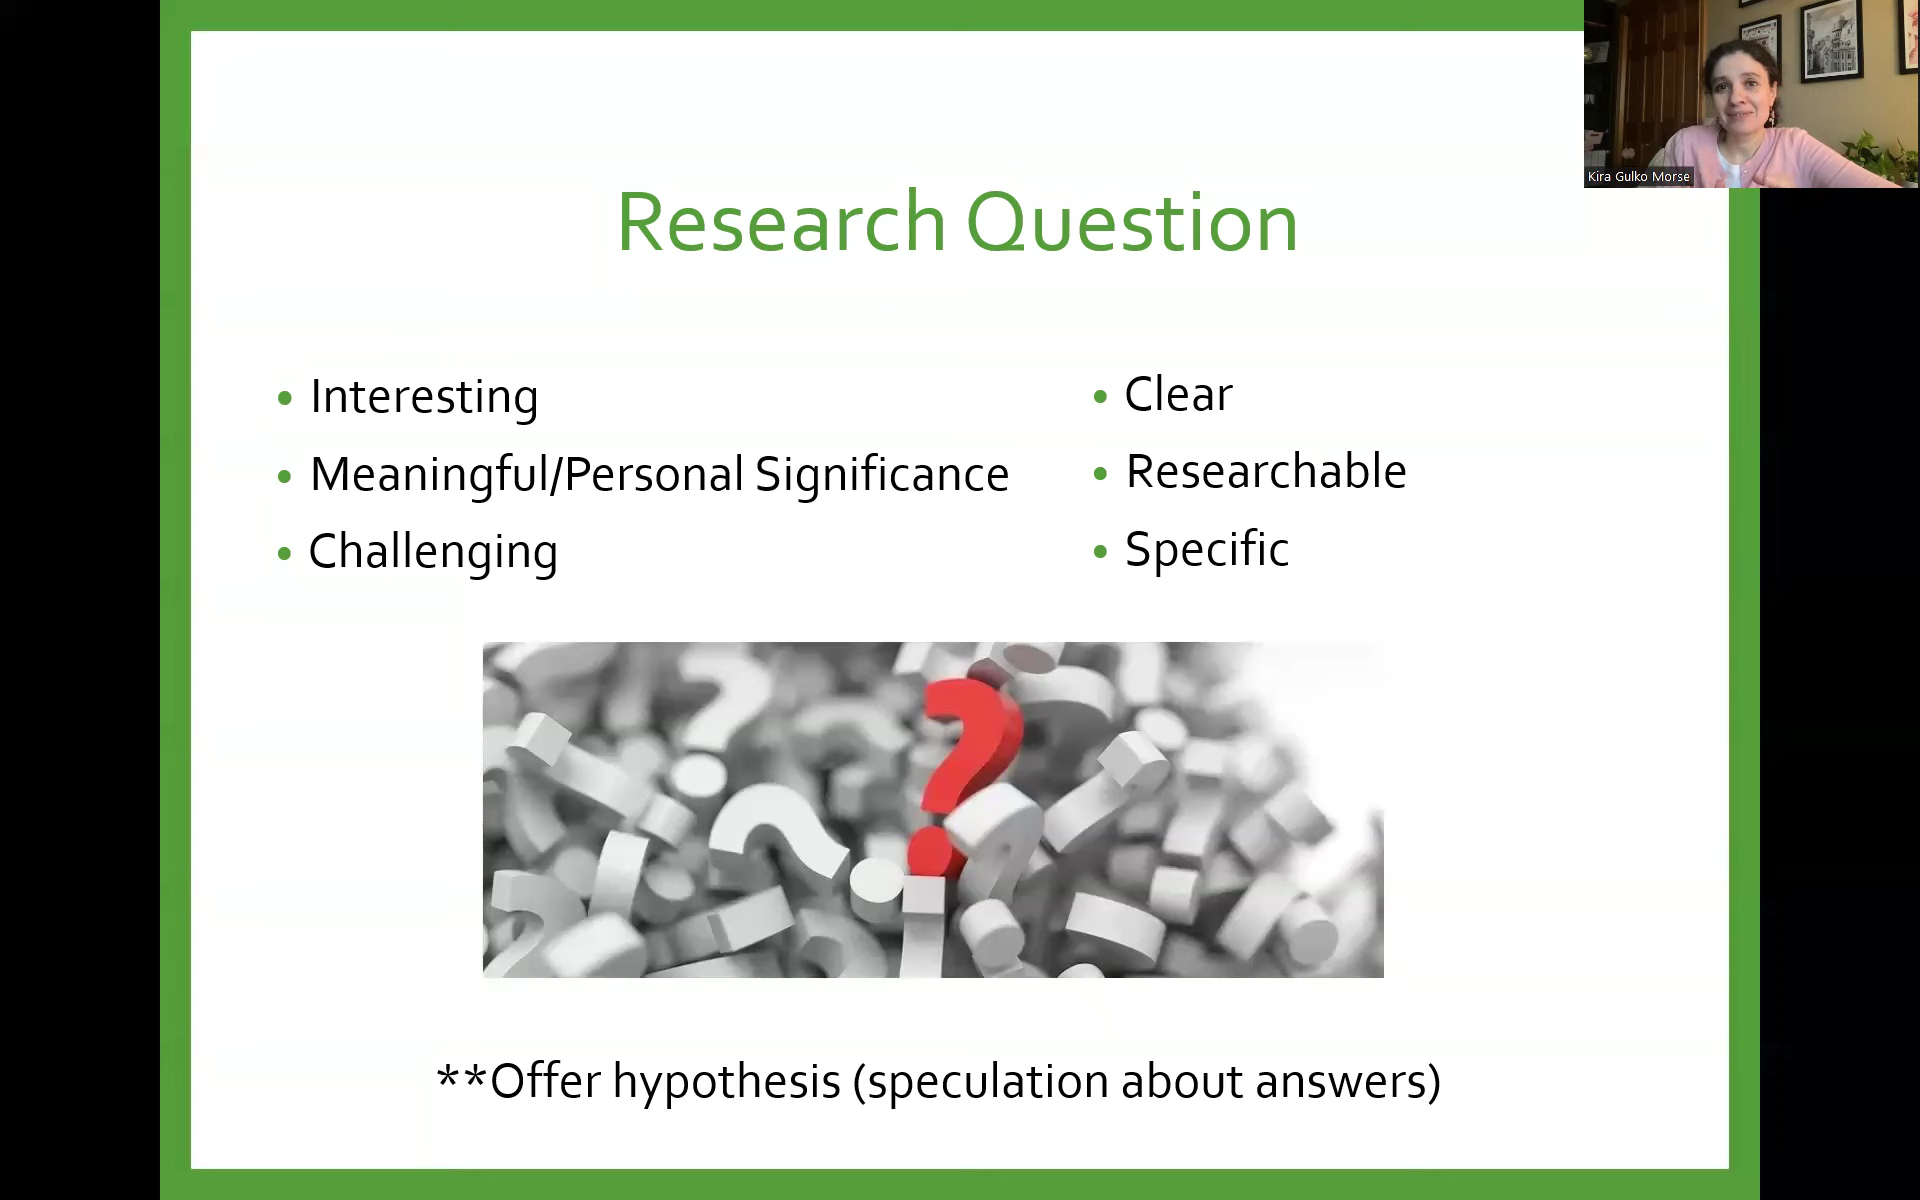 Research Question
• Interesting
• Meaningful/Personal Significance
• Challenging
• Clear
• Researchable
• Specific
**Offer hypothesis (speculation about answers)
Kira Gulko Morse